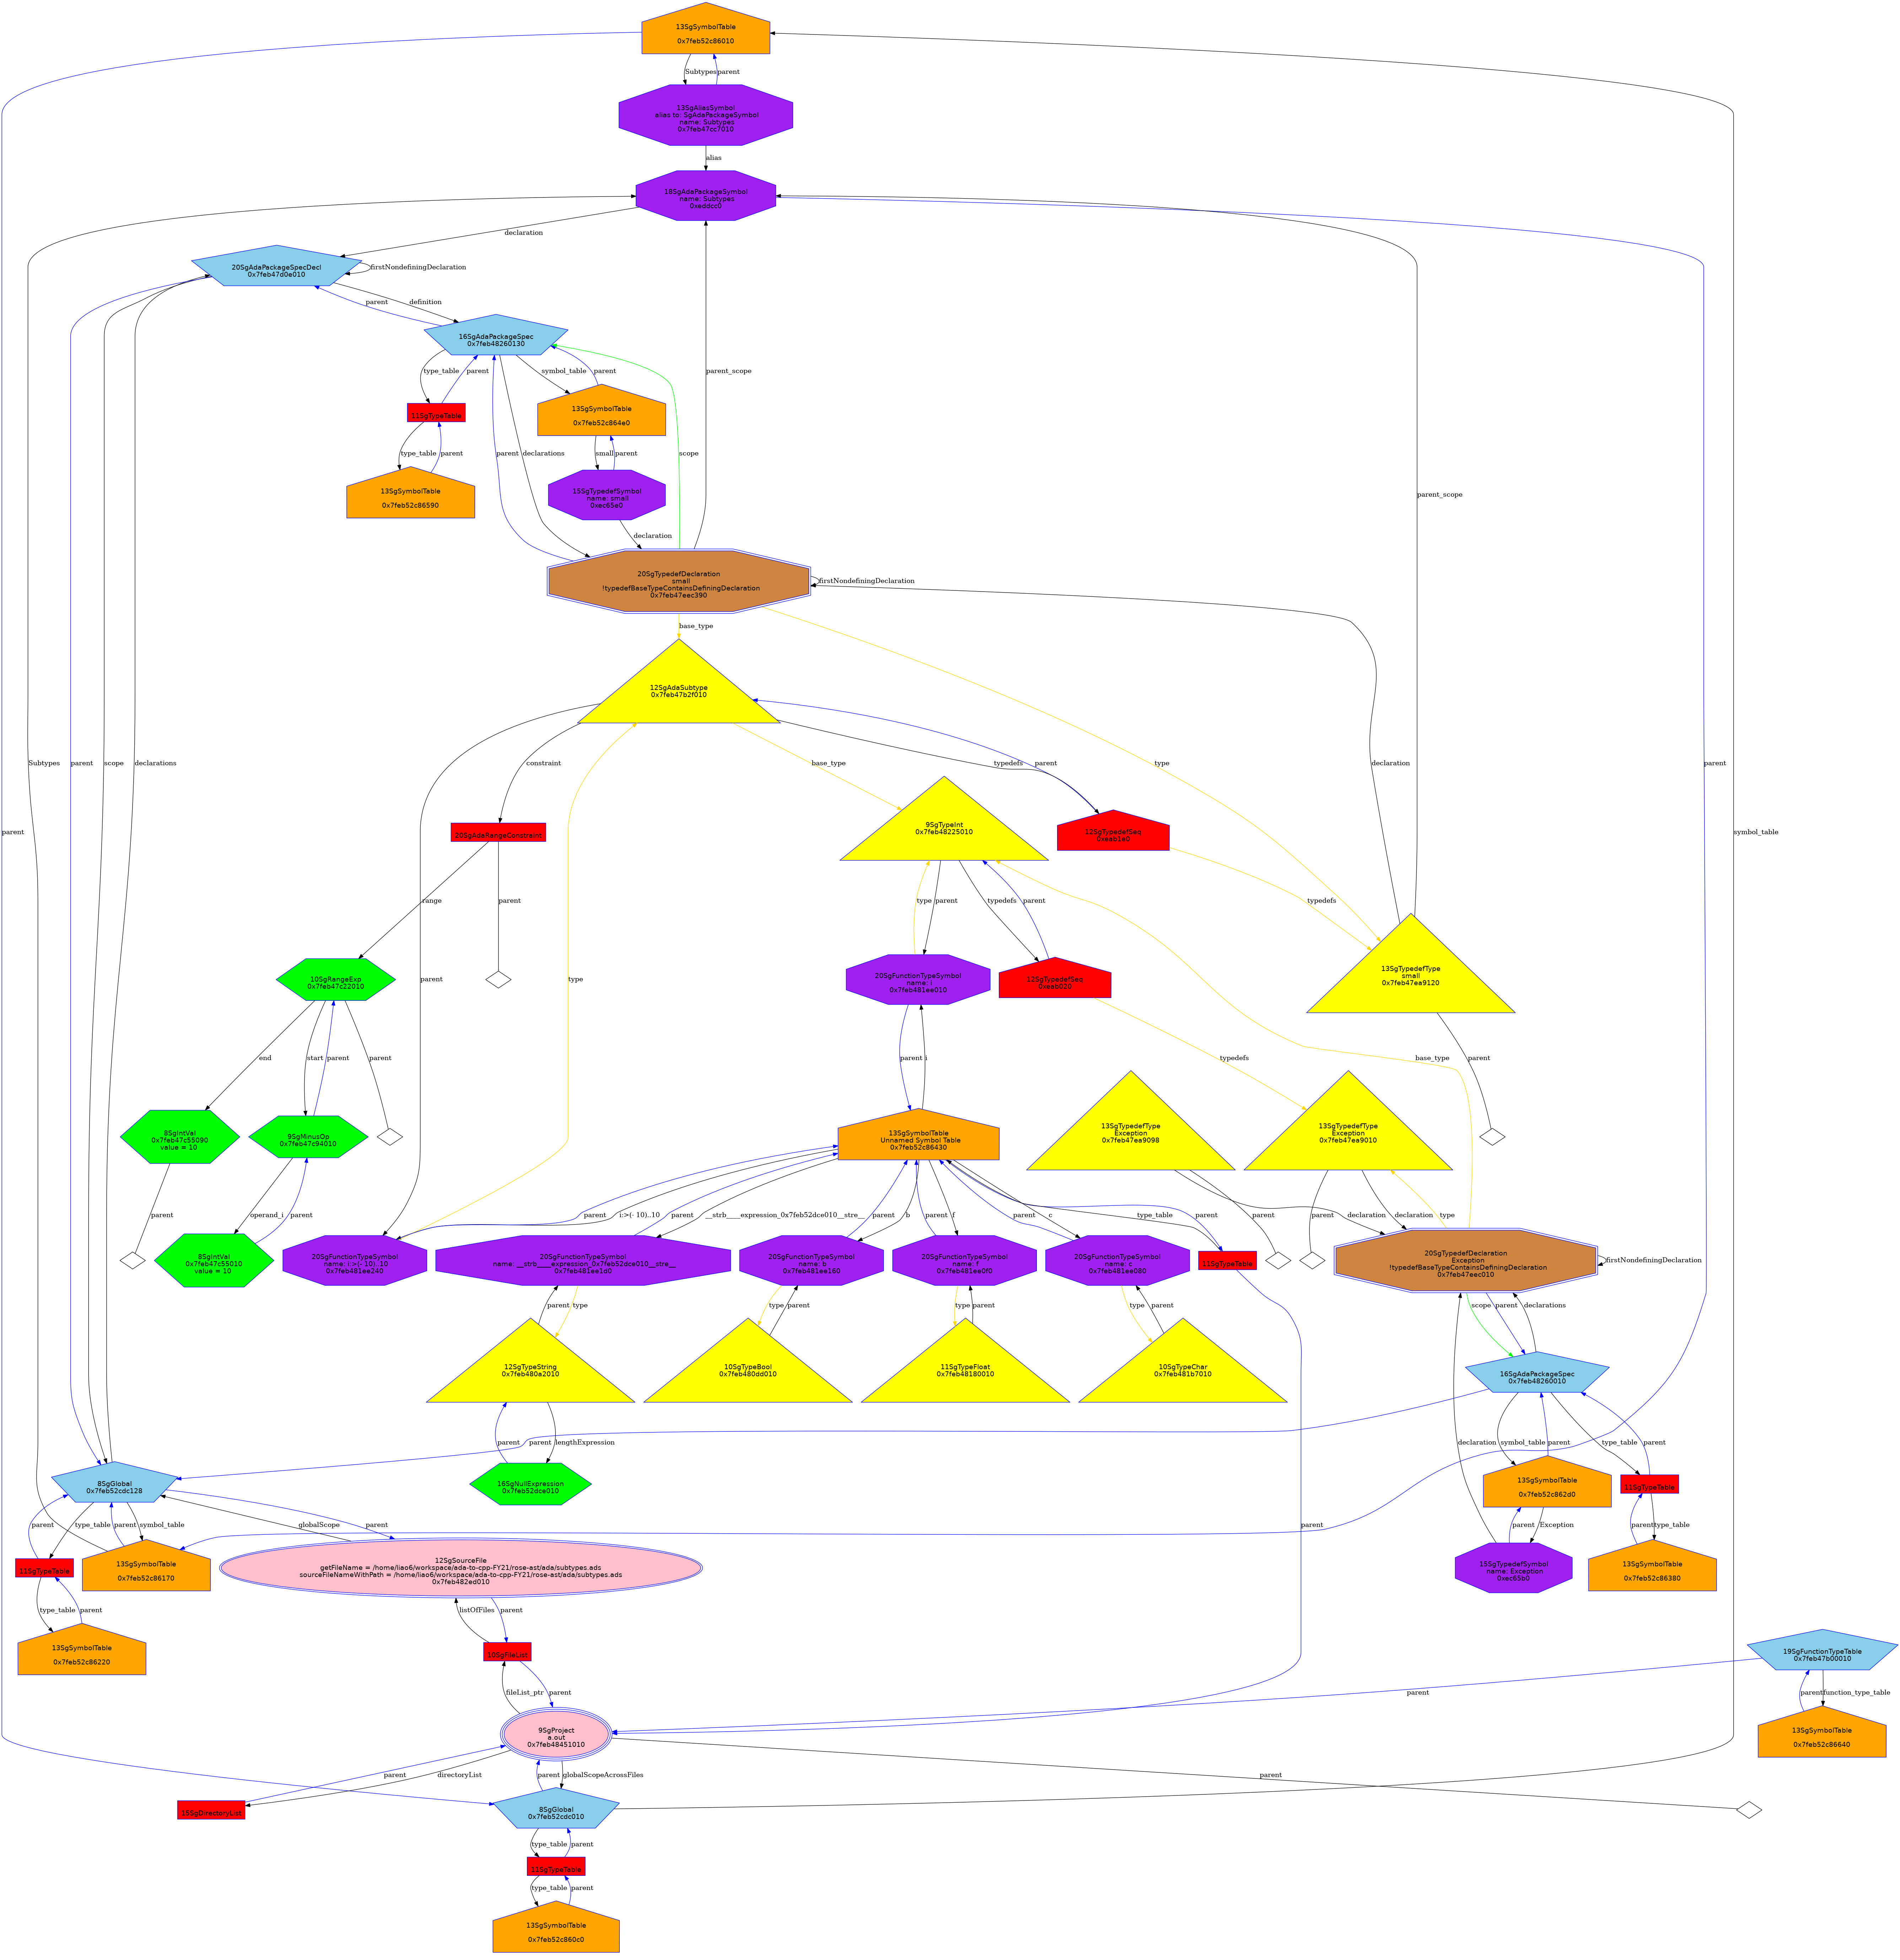 13SgSymbolTable
0x7feb52c86010
Subtypes
parent
13SgAliasSymbol
alias to: SgAdaPackageSymbol
name: Subtypes
0x7feb47cc7010
alias
18SgAdaPackageSymbol
name: Subtypes
0xeddcc0
declaration
20SgAdaPackageSpecDecl
0x7feb47d0e010
firstNondefiningDeclaration
parent
definition
16SgAdaPackageSpec
0x7feb48260130
type_table
parent
symbol_table
parent
11SgTypeTable
13SgSymbolTable
0x7feb52c864e0
parent_scope
type_table
parent
parent
declarations
small
parent
scope
13SgSymbolTable
0x7feb52c86590
15SgTypedefSymbol
name: small
0xec65e0
parent_scope
declaration
20SgTypedefDeclaration
small
!typedefBaseTypeContainsDefiningDeclaration
0x7feb47eec390
firstNondefiningDeclaration
base_type
12SgAdaSubtype
0x7feb47b2f010
Subtypes
parent
scope
declarations
constraint
base_type
typedefs
parent
type
declaration
parent
parent
symbol_table
20SgAdaRangeConstraint
9SgTypeInt
0x7feb48225010
12SgTypedefSeq
0xeeb1e0
range
parent
type
parent
typedefs
parent
typedefs
10SgRangeExp
0x7feb47c22010
parent
type
20SgFunctionTypeSymbol
name: i
0x7feb481ee010
12SgTypedefSeq
0xeeb020
13SgTypedefType
small
0x7feb47ea9120
end
start
parent
parent
parent
i
typedefs
base_type
parent
8SgIntVal
0x7feb47c55090
value = 10
9SgMinusOp
0x7feb47c94010
13SgSymbolTable
Unnamed Symbol Table
0x7feb52c86430
13SgTypedefType
Exception
0x7feb47ea9098
13SgTypedefType
Exception
0x7feb47ea9010
parent
operand_i
parent
parent
i:>(- 10)..10
parent
__strb____expression_0x7feb52dce010__stre__
parent
b
parent
f
parent
c
type_table
parent
parent
declaration
parent
declaration
type
8SgIntVal
0x7feb47c55010
value = 10
20SgFunctionTypeSymbol
name: i:>(- 10)..10
0x7feb481ee240
20SgFunctionTypeSymbol
name: __strb____expression_0x7feb52dce010__stre__
0x7feb481ee1d0
20SgFunctionTypeSymbol
name: b
0x7feb481ee160
20SgFunctionTypeSymbol
name: f
0x7feb481ee0f0
20SgFunctionTypeSymbol
name: c
0x7feb481ee080
11SgTypeTable
20SgTypedefDeclaration
Exception
!typedefBaseTypeContainsDefiningDeclaration
0x7feb47eec010
firstNondefiningDeclaration
parent
type
type
parent
type
parent
type
parent
scope
parent
declarations
12SgTypeString
0x7feb480a2010
10SgTypeBool
0x7feb480dd010
11SgTypeFloat
0x7feb48180010
10SgTypeChar
0x7feb481b7010
16SgAdaPackageSpec
0x7feb48260010
parent
parent
lengthExpression
declaration
symbol_table
parent
type_table
parent
8SgGlobal
0x7feb52cdc128
16SgNullExpression
0x7feb52dce010
13SgSymbolTable
0x7feb52c862d0
11SgTypeTable
parent
type_table
parent
symbol_table
globalScope
parent
parent
parent
Exception
parent
type_table
11SgTypeTable
13SgSymbolTable
0x7feb52c86170
12SgSourceFile
getFileName = /home/liao6/workspace/ada-to-cpp-FY21/rose-ast/ada/subtypes.ads
sourceFileNameWithPath = /home/liao6/workspace/ada-to-cpp-FY21/rose-ast/ada/subtypes.ads
0x7feb482ed010
15SgTypedefSymbol
name: Exception
0xec65b0
13SgSymbolTable
0x7feb52c86380
type_table
parent
listOfFiles
parent
13SgSymbolTable
0x7feb52c86220
10SgFileList
19SgFunctionTypeTable
0x7feb47b00010
fileList_ptr
parent
parent
parent
function_type_table
9SgProject
a.out
0x7feb48451010
13SgSymbolTable
0x7feb52c86640
parent
directoryList
parent
globalScopeAcrossFiles
parent
15SgDirectoryList
8SgGlobal
0x7feb52cdc010
type_table
parent
11SgTypeTable
type_table
parent
13SgSymbolTable
0x7feb52c860c0